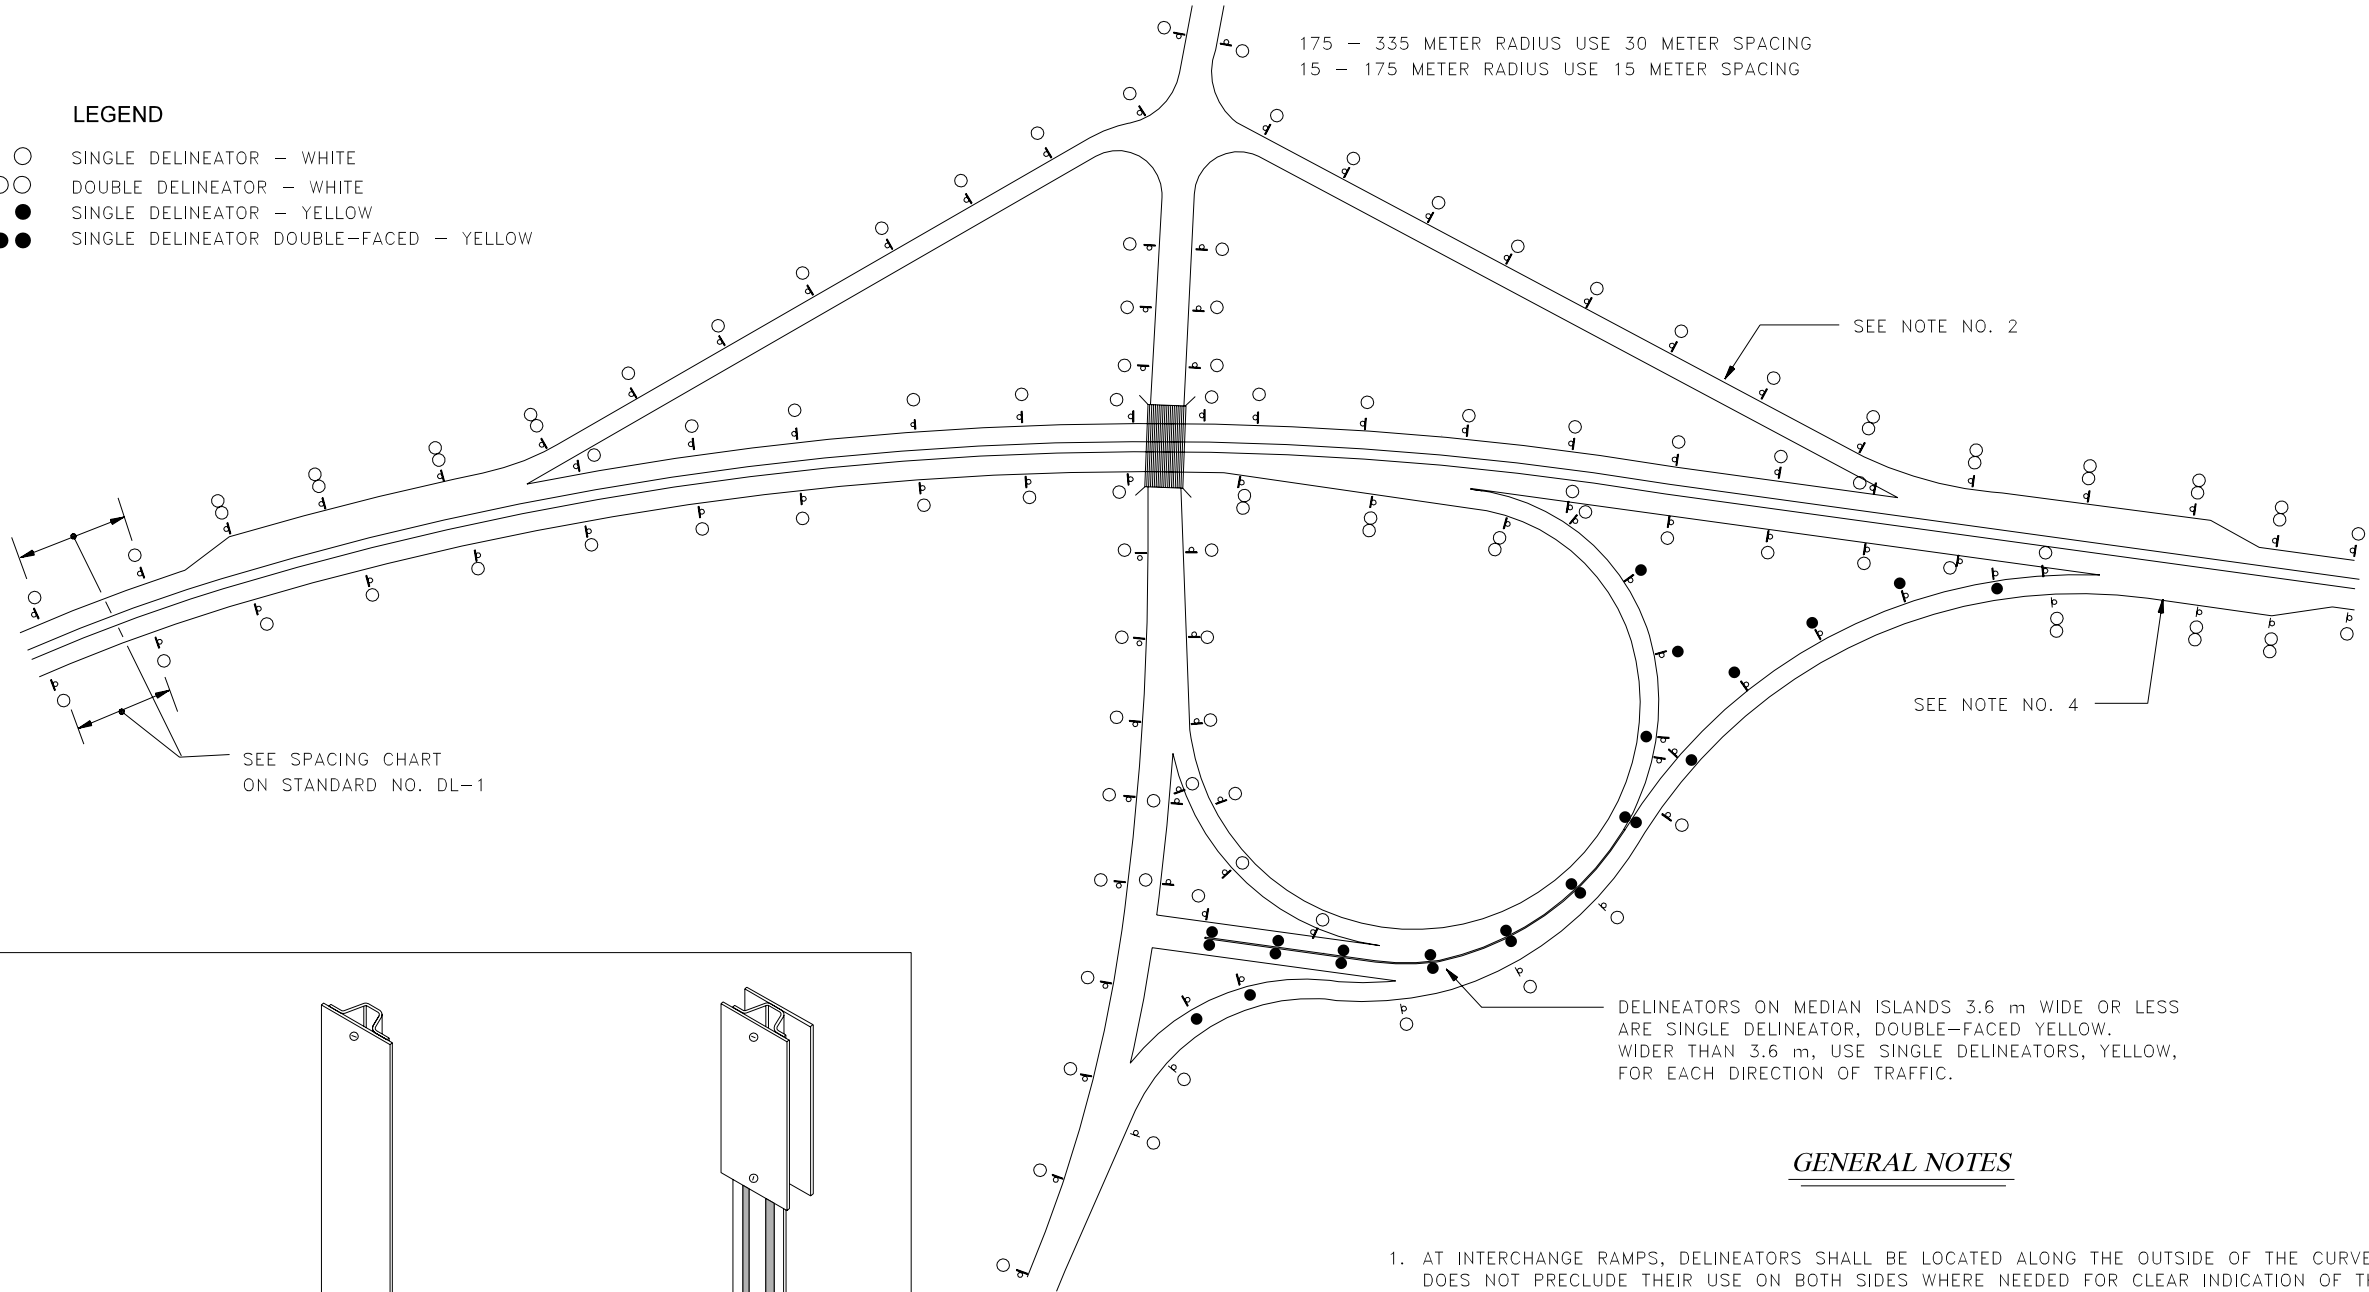 175 – 335 METER RADIUS USE 30 METER SPACING
15 – 175 METER RADIUS USE 15 METER SPACING
LEGEND
SINGLE DELINEATOR – WHITE
DOUBLE DELINEATOR – WHITE
SINGLE DELINEATOR – YELLOW
SINGLE DELINEATOR DOUBLE–FACED – YELLOW
SEE NOTE NO. 2
SEE NOTE NO. 4
SEE SPACING CHART
ON STANDARD NO. DL–1
DELINEATORS ON MEDIAN ISLANDS 3.6 m WIDE OR LESS
ARE SINGLE DELINEATOR, DOUBLE–FACED YELLOW.
WIDER THAN 3.6 m, USE SINGLE DELINEATORS, YELLOW,
FOR EACH DIRECTION OF TRAFFIC.
GENERAL NOTES
1. AT INTERCHANGE RAMPS, DELINEATORS SHALL BE LOCATED ALONG THE OUTSIDE OF THE CURVE
DOES NOT PRECLUDE THEIR USE ON BOTH SIDES WHERE NEEDED FOR CLEAR INDICATION OF